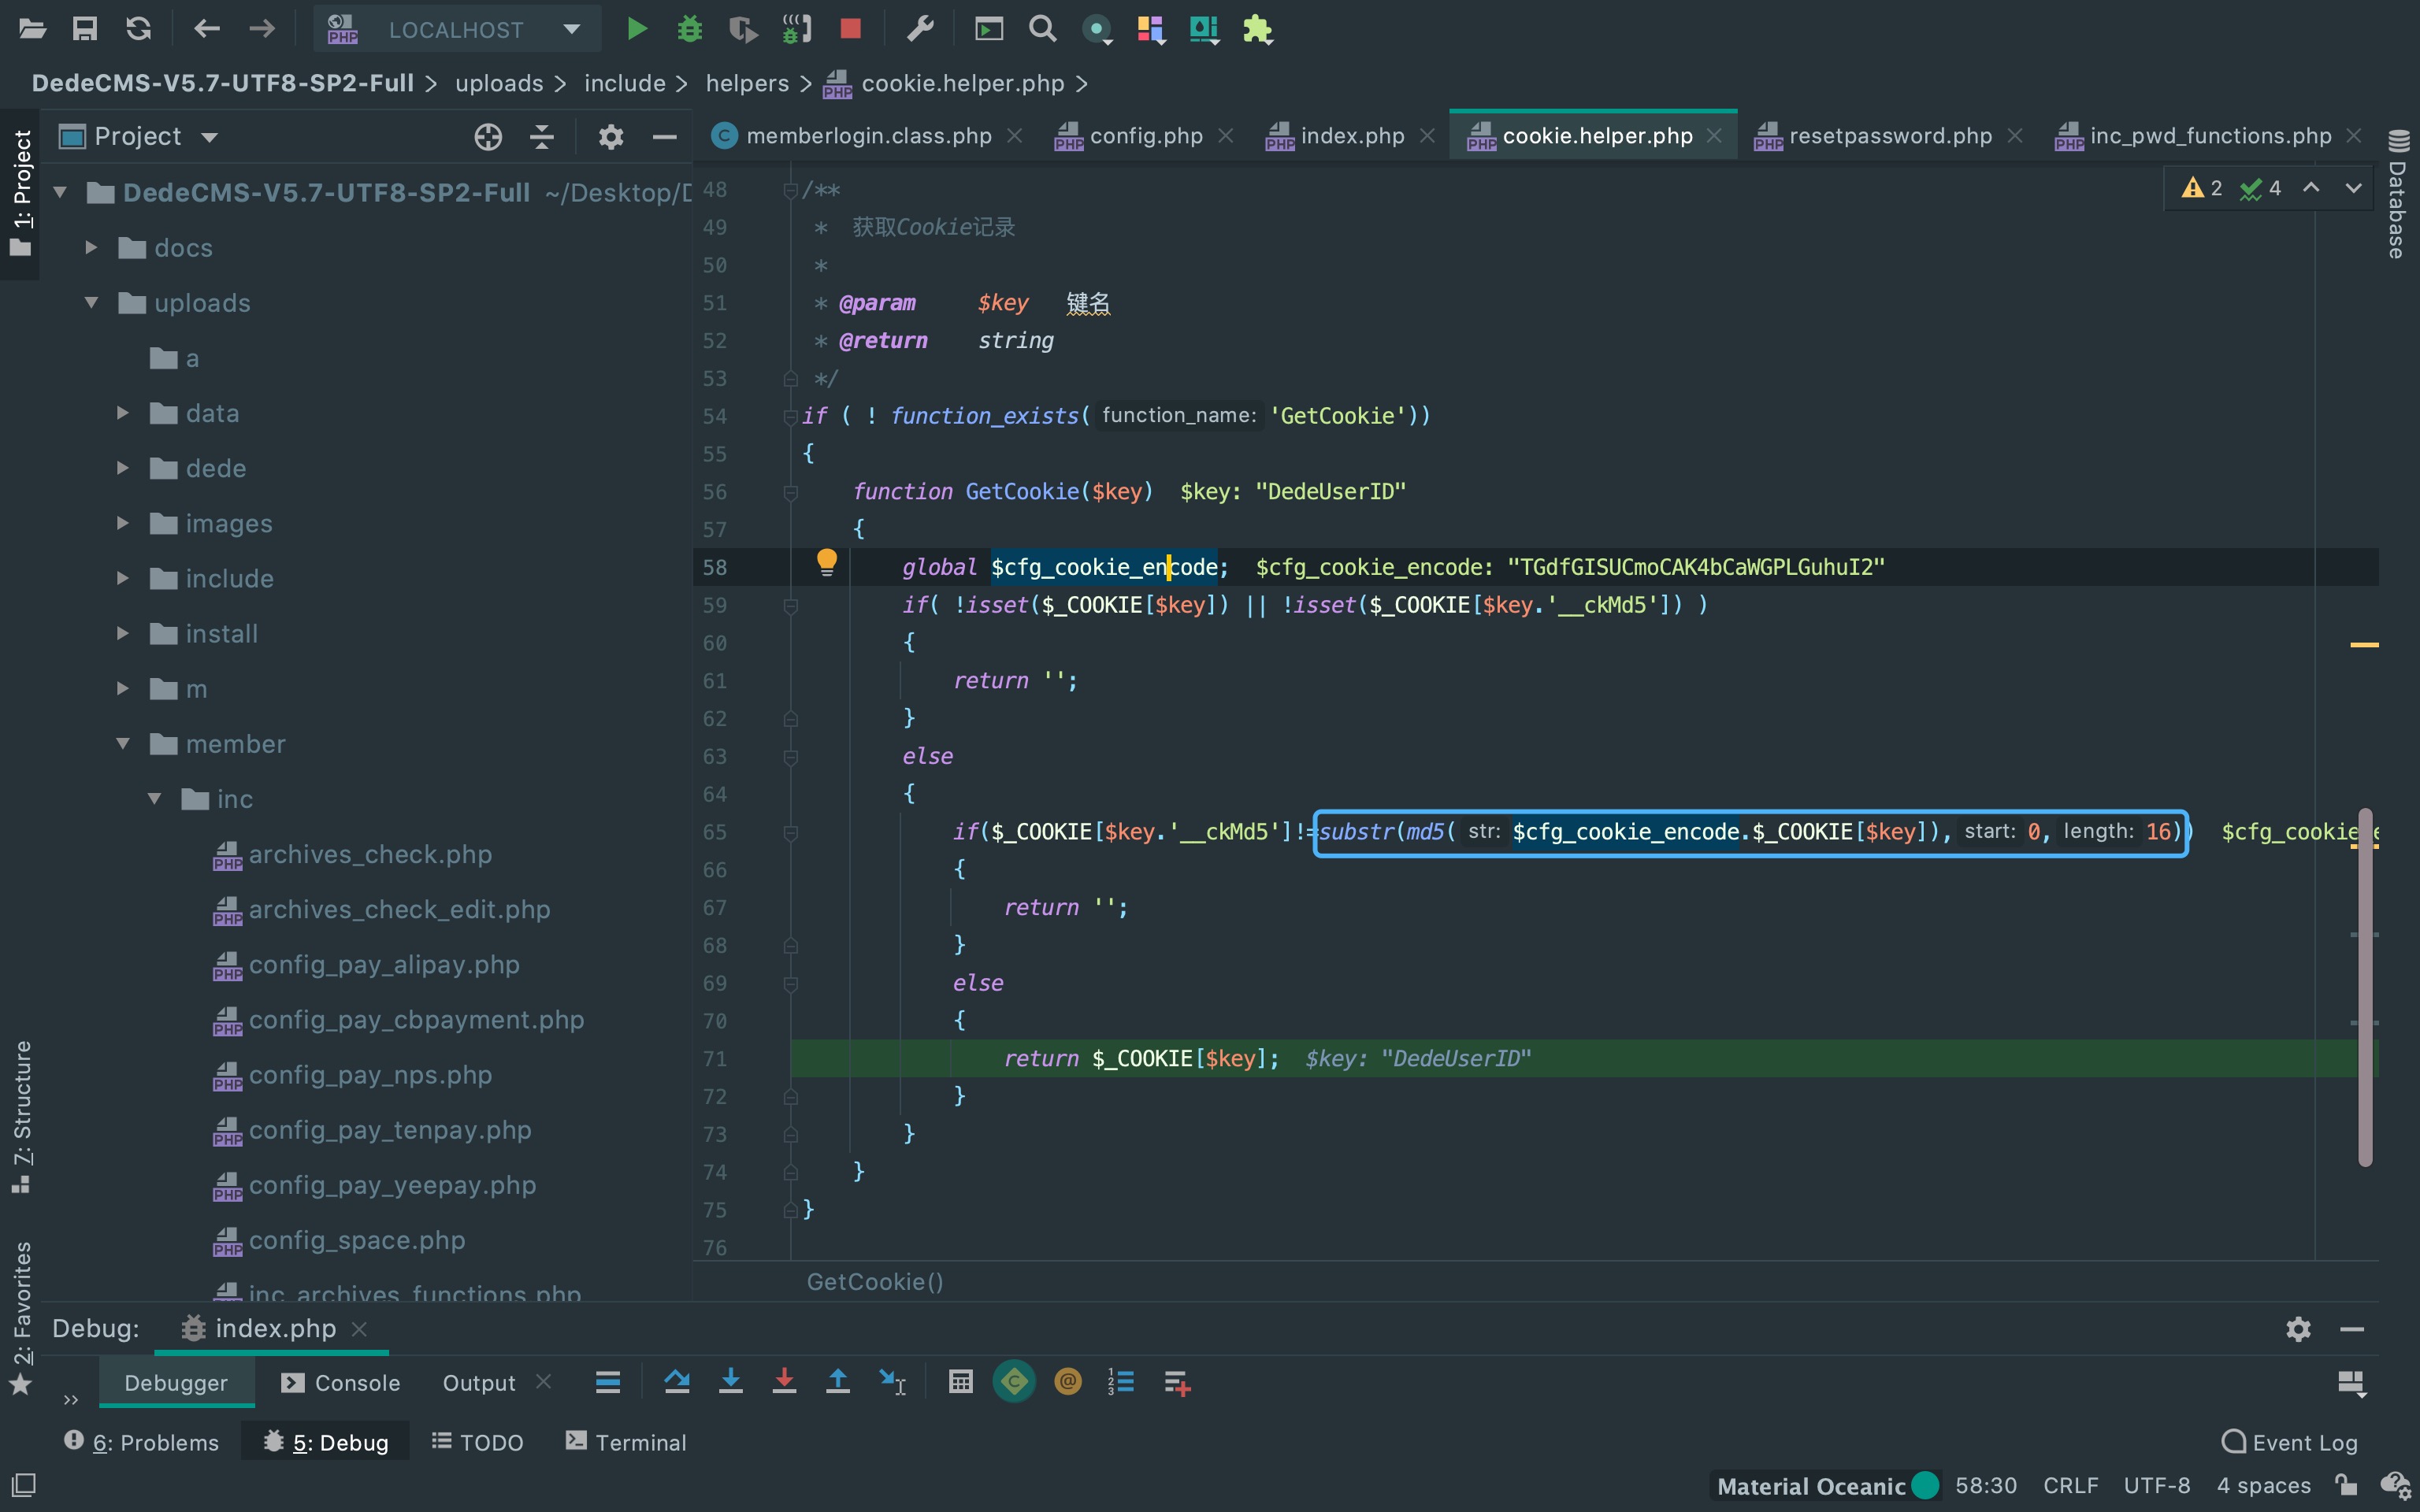 LOCALHOST
DedeCMS-V5.7-UTF8-SP2-Full > uploads > include > helpers > cookie.helper.php >
1: Project
Project
memberlogin.class.php
config.php
index.php
cookie.helper.php
resetpassword.php
inc_pwd_functions.php
Database
DedeCMS-V5.7-UTF8-SP2-Full ~/Desktop/D
docs
uploads
a
data
dede
images
include
install
m
member
inc
archives_check.php
archives_check_edit.php
config_pay_alipay.php
config_pay_cbpayment.php
config_pay_nps.php
config_pay_tenpay.php
config_pay_yeepay.php
config_space.php
inc_archives_functions.php
7: Structure
2: Favorites
2 4
48 /**
49 * 获取Cookie记录
50 *
51 * @param $key 键名
52 * @return string
53 */
54 if ( ! function_exists( function_name: 'GetCookie'))
55 {
56 function GetCookie($key) $key: "DedeUserID"
57 {
58 global $cfg_cookie_encode; $cfg_cookie_encode: "TGdfGISUCmoCAK4bCaWGPLGuhuI2"
59 if( !isset($_COOKIE[$key]) || !isset($_COOKIE[$key.'__ckMd5']) )
60 {
61 return '';
62 }
63 else
64 {
65 if($_COOKIE[$key.'__ckMd5']!=substr(md5( str: $cfg_cookie_encode.$_COOKIE[$key]), start: 0, length: 16)) $cfg_cookie
66 {
67 return '';
68 }
69 else
70 {
71 return $_COOKIE[$key]; $key: "DedeUserID"
72 }
73 }
74 }
75 }
76
GetCookie()
Debug: index.php
Debugger Console Output
6: Problems 5: Debug TODO Terminal Event Log
Material Oceanic 58:30 CRLF UTF-8 4 spaces